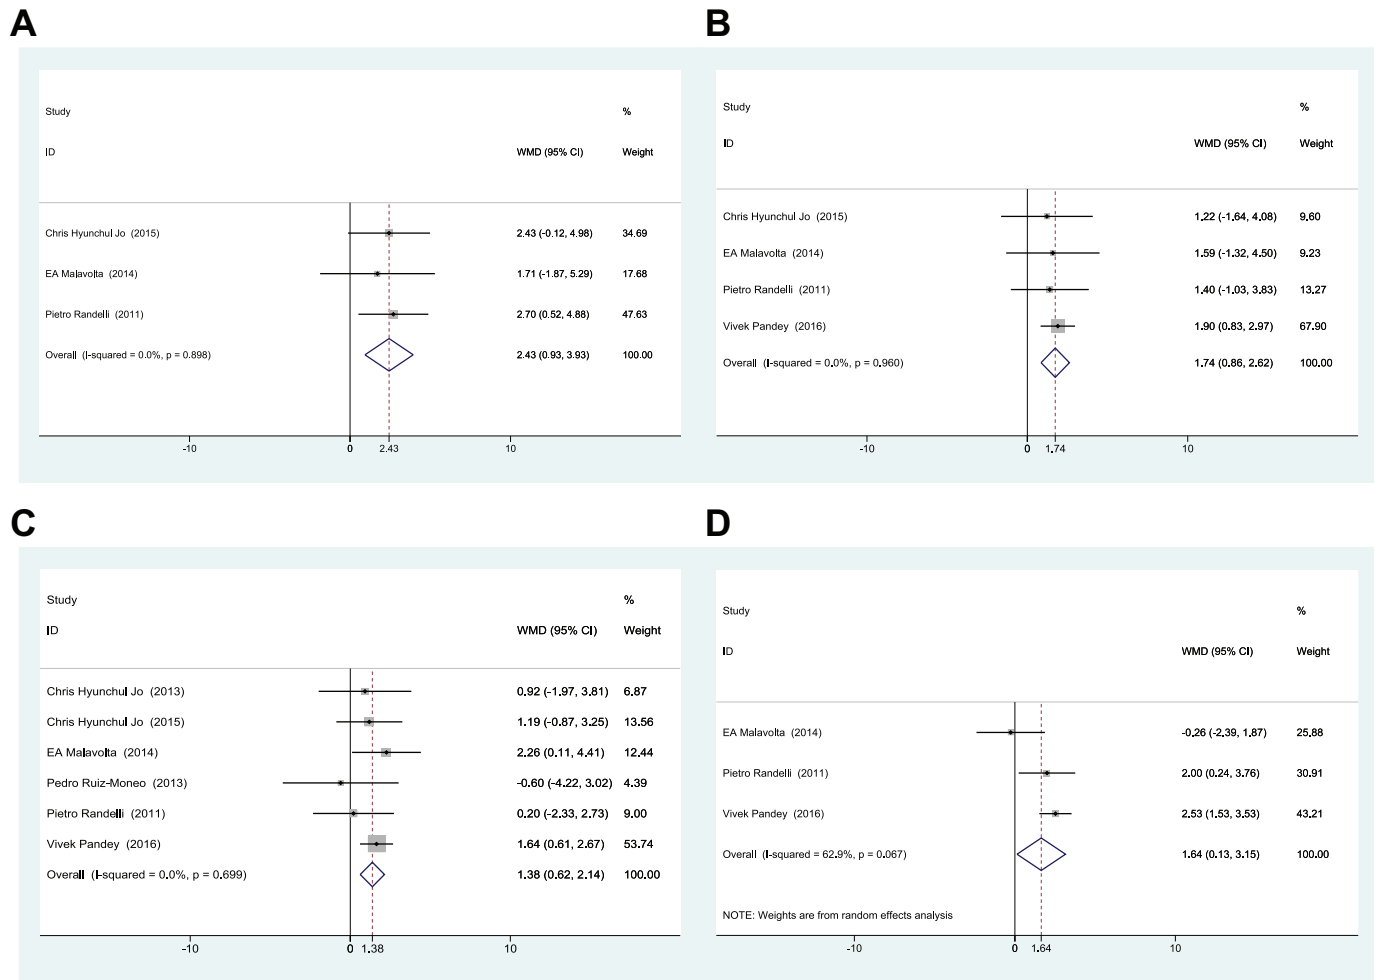 A
Study %
ID WMD (95% CI) Weight
Chris Hyunchul Jo (2015) 2.43 (-0.12, 4.98) 34.69
EA Malavolta (2014) 1.71 (-1.87, 5.29) 17.68
Pietro Randelli (2011) 2.70 (0.52, 4.88) 47.63
Overall (I-squared = 0.0%, p = 0.898) 2.43 (0.93, 3.93) 100.00
-10 0 2.43 10
B
Study %
ID WMD (95% CI) Weight
Chris Hyunchul Jo (2015) 1.22 (-1.64, 4.08) 9.60
EA Malavolta (2014) 1.59 (-1.32, 4.50) 9.23
Pietro Randelli (2011) 1.40 (-1.03, 3.83) 13.27
Vivek Pandey (2016) 1.90 (0.83, 2.97) 67.90
Overall (I-squared = 0.0%, p = 0.960) 1.74 (0.86, 2.62) 100.00
-10 0 1.74 10
C
Study %
ID WMD (95% CI) Weight
Chris Hyunchul Jo (2013) 0.92 (-1.97, 3.81) 6.87
Chris Hyunchul Jo (2015) 1.19 (-0.87, 3.25) 13.56
EA Malavolta (2014) 2.26 (0.11, 4.41) 12.44
Pedro Ruiz-Moneo (2013) -0.60 (-4.22, 3.02) 4.39
Pietro Randelli (2011) 0.20 (-2.33, 2.73) 9.00
Vivek Pandey (2016) 1.64 (0.61, 2.67) 53.74
Overall (I-squared = 0.0%, p = 0.699) 1.38 (0.62, 2.14) 100.00
-10 0 1.38 10
D
Study %
ID WMD (95% CI) Weight
EA Malavolta (2014) -0.26 (-2.39, 1.87) 25.88
Pietro Randelli (2011) 2.00 (0.24, 3.76) 30.91
Vivek Pandey (2016) 2.53 (1.53, 3.53) 43.21
Overall (I-squared = 62.9%, p = 0.067) 1.64 (0.13, 3.15) 100.00
NOTE: Weights are from random effects analysis
-10 0 1.64 10